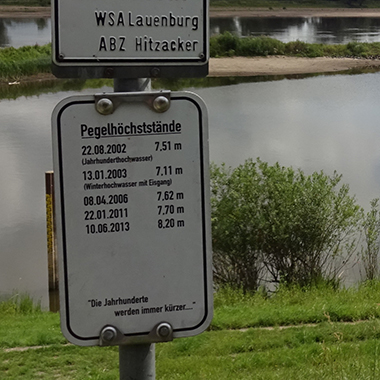 WSA Lauenburg
ABZ Hitzacker
Pegelhöchststände
22.08.2002 7,51 m
(Jahrhunderthochwasser)
13.01.2003 7,11 m
(Winterhochwasser mit Eisgang)
08.04.2006 7,62 m
22.01.2011 7,70 m
10.06.2013 8,20 m
"Die Jahrhunderte
werden immer kürzer...."